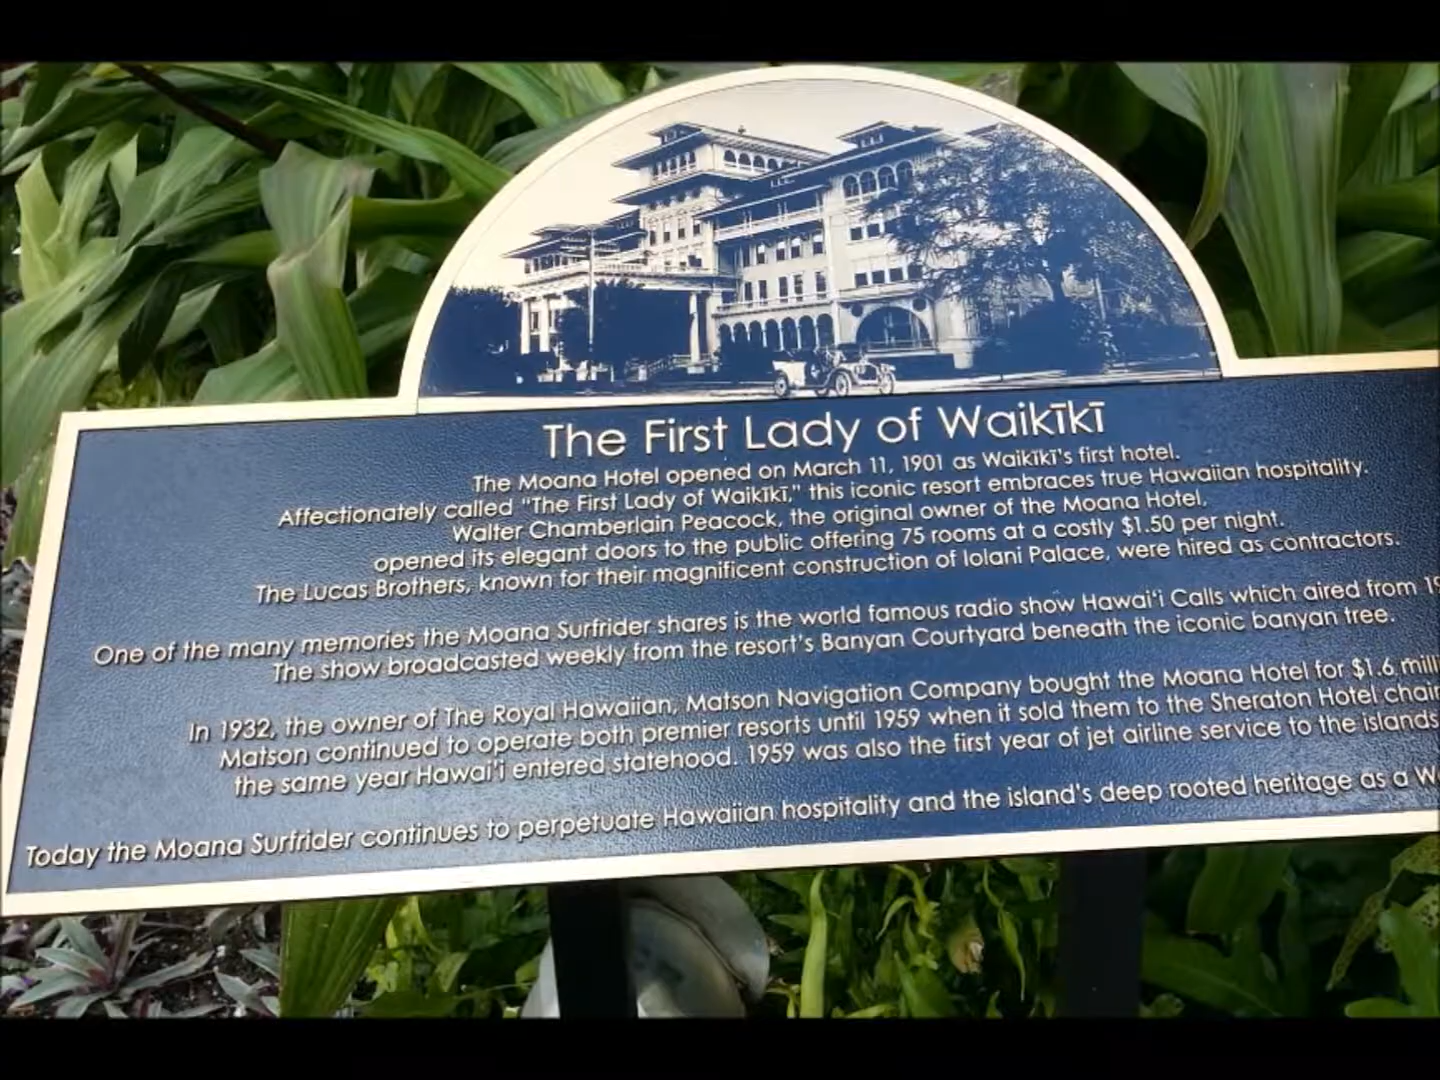 The First Lady of Waikīkī
The Moana Hotel opened on March 11, 1901 as Waikīkī's first hotel.
Affectionately called "The First Lady of Waikīkī," this iconic resort embraces true Hawaiian hospitality.
Walter Chamberlain Peacock, the original owner of the Moana Hotel,
opened its elegant doors to the public offering 75 rooms at a costly $1.50 per night.
The Lucas Brothers, known for their magnificent construction of Iolani Palace, were hired as contractors.
One of the many memories the Moana Surfrider shares is the world famous radio show Hawai'i Calls which aired from
The show broadcasted weekly from the resort's Banyan Courtyard beneath the iconic banyan tree.
In 1932, the owner of The Royal Hawaiian, Matson Navigation Company bought the Moana Hotel for $1.6
Matson continued to operate both premier resorts until 1959 when it sold them to the Sheraton Hotel
the same year Hawai'i entered statehood. 1959 was also the first year of jet airline service to the islands
Today the Moana Surfrider continues to perpetuate Hawaiian hospitality and the island's deep rooted heritage as a